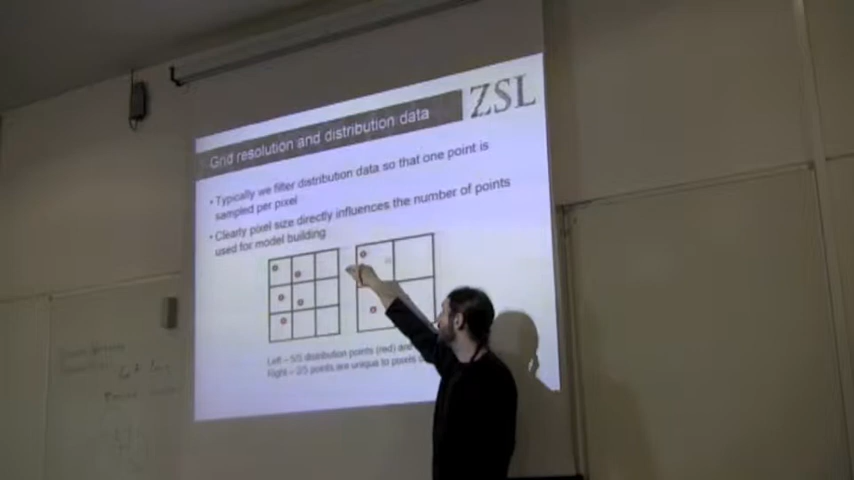 ZSL
Grid resolution and distribution data
• Typically we filter distribution data so that one point is
sampled per pixel
• Clearly pixel size directly influences the number of points
used for model building
Left – 5/5 distribution points (red) are
Right – 2/5 points are unique to pixels